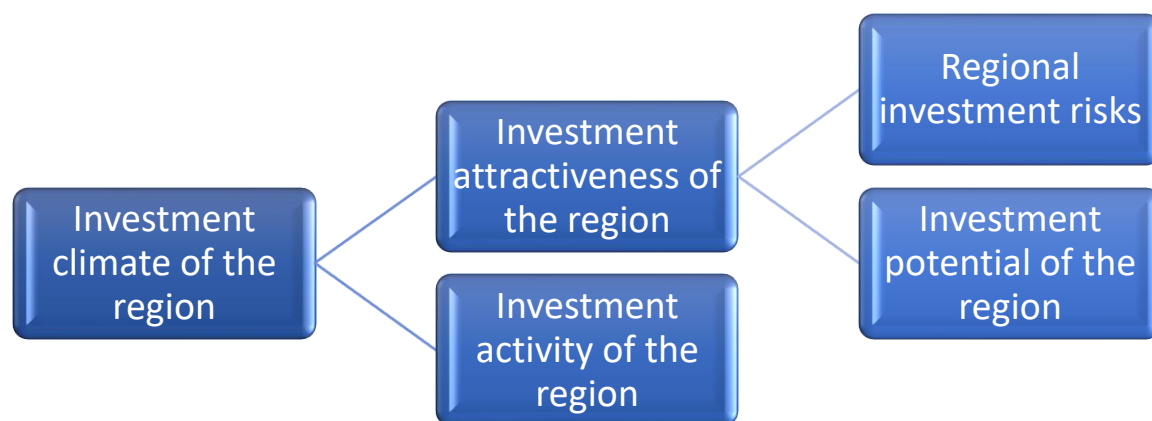 Investment
climate of the
region
Investment
attractiveness of
the region
Investment
activity of the
region
Regional
investment risks
Investment
potential of the
region